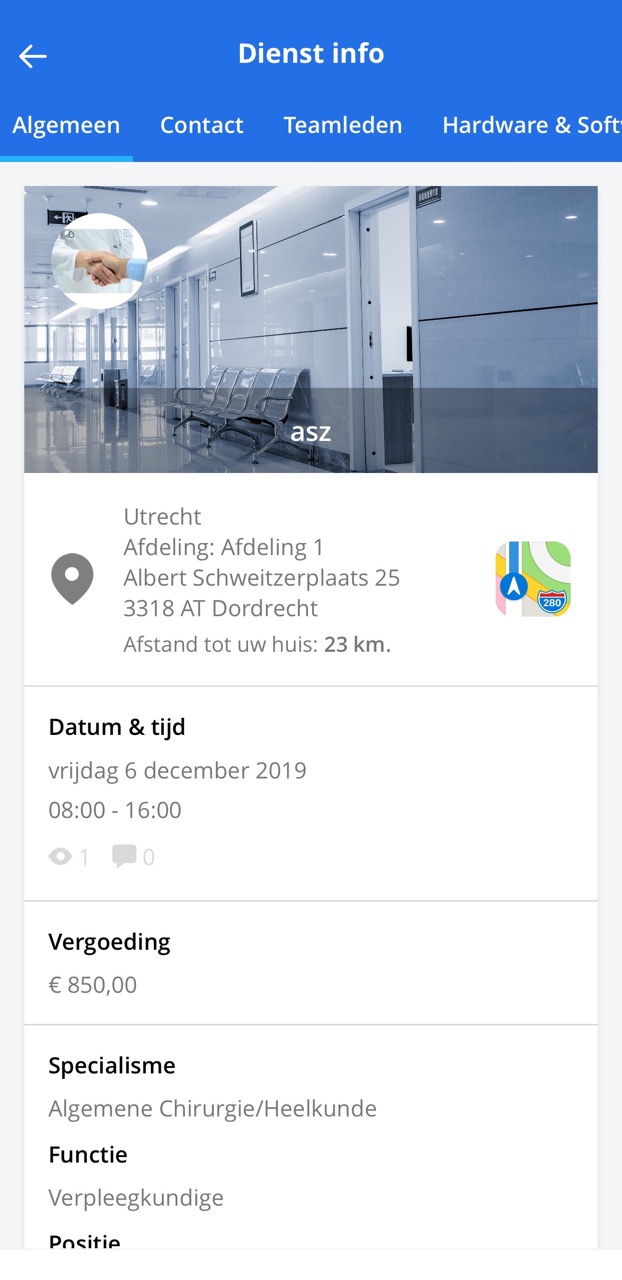 Dienst info
Algemeen Contact Teamleden Hardware & Soft
asz
Utrecht
Afdeling: Afdeling 1
Albert Schweitzerplaats 25
3318 AT Dordrecht
Afstand tot uw huis: 23 km.
280
Datum & tijd
vrijdag 6 december 2019
08:00 - 16:00
1 0
Vergoeding
€ 850,00
Specialisme
Algemene Chirurgie/Heelkunde
Functie
Verpleegkundige
Positie